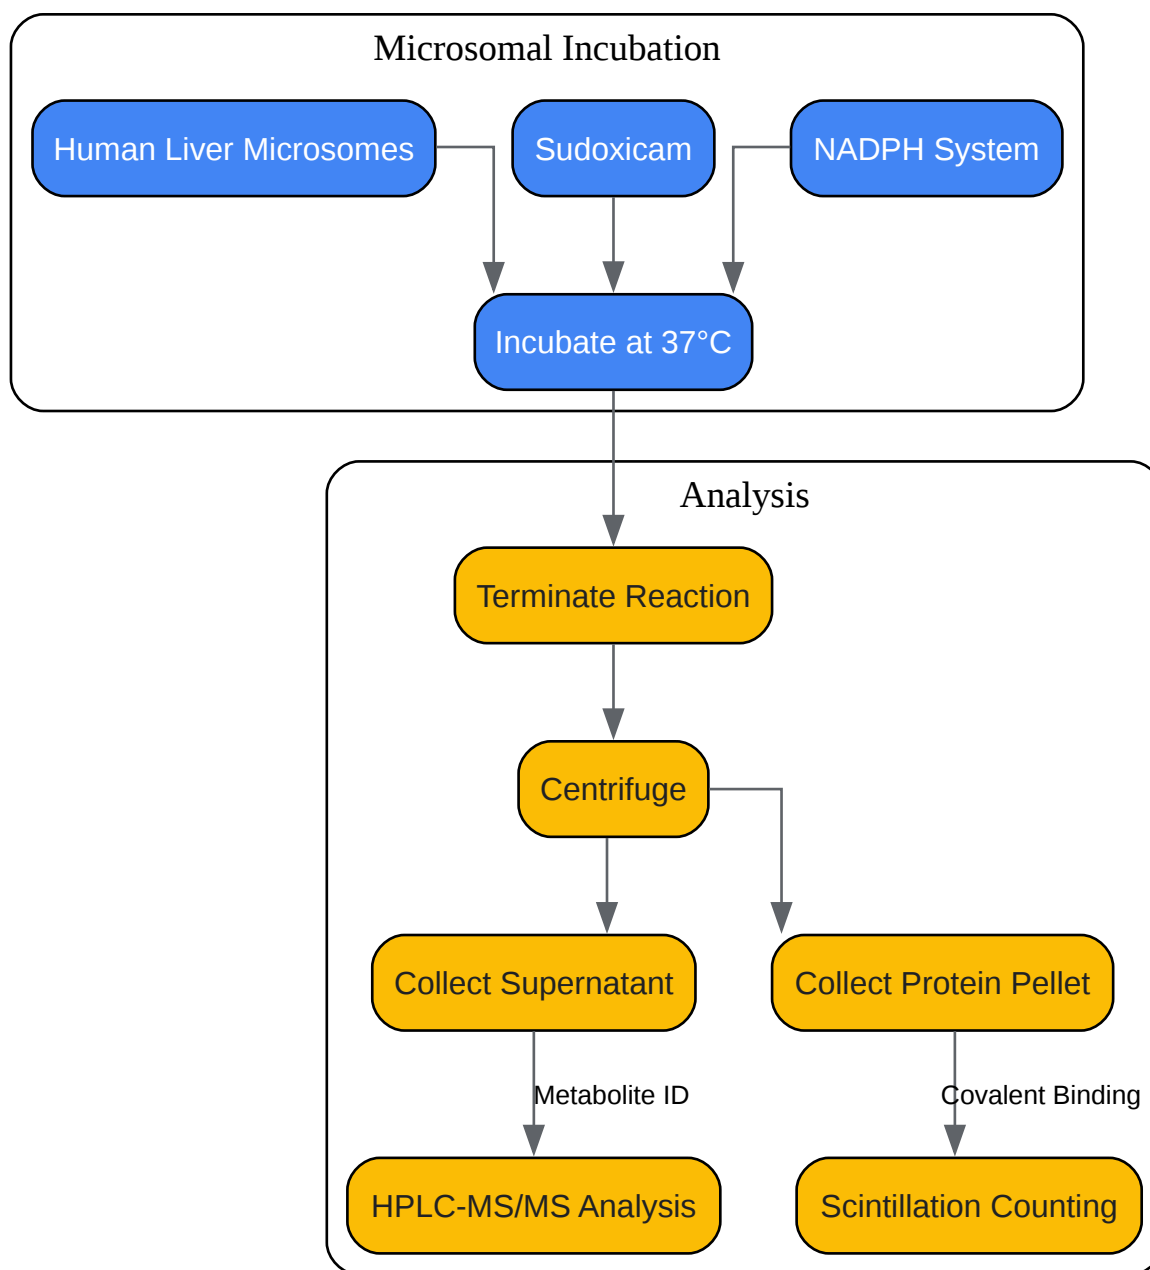 Microsomal Incubation
Human Liver Microsomes
Sudoxicam
NADPH System
Incubate at 37°C
Analysis
Terminate Reaction
Centrifuge
Collect Supernatant
Collect Protein Pellet
Metabolite ID
Covalent Binding
HPLC-MS/MS Analysis
Scintillation Counting